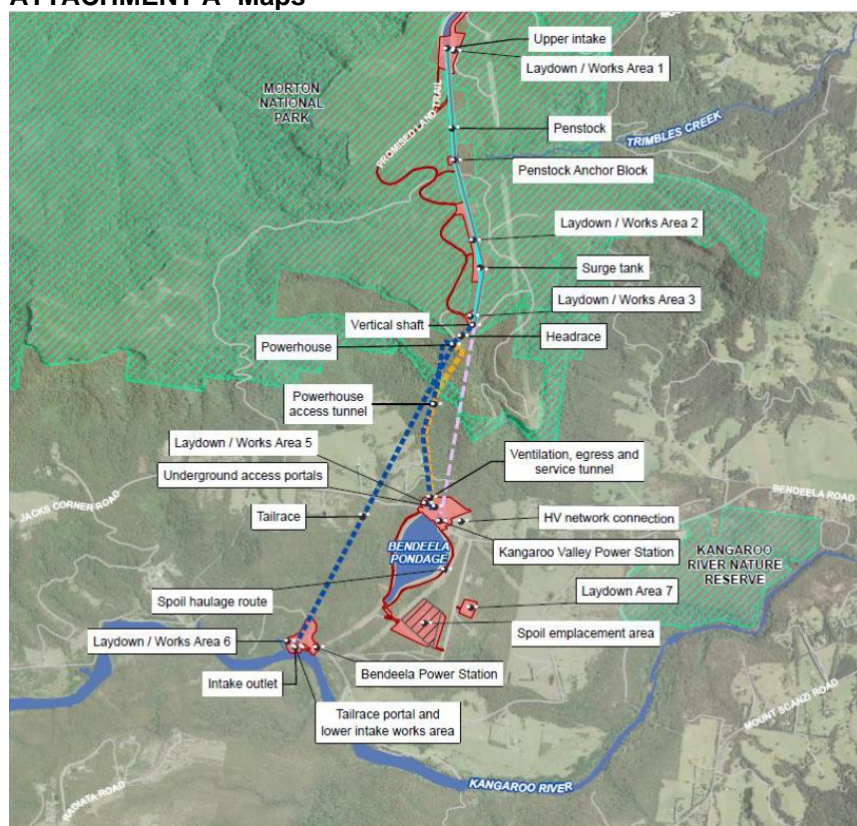 ATTACHMENT A- Maps
Upper intake
Laydown / Works Area 1
MORTON
NATIONAL
PARK
PROMISED LAND TRAIL
Penstock
TRIMBLES CREEK
Penstock Anchor Block
Laydown / Works Area 2
Surge tank
Laydown / Works Area 3
Vertical shaft
Headrace
Powerhouse
Powerhouse
access tunnel
Laydown / Works Area 5
Ventilation, egress and
service tunnel
Underground access portals
BENDEELA ROAD
JACKS CORNER ROAD
Tailrace
HV network connection
BENDEELA
PONDAGE
Kangaroo Valley Power Station
KANGAROO
RIVER NATURE
RESERVE
Spoil haulage route
Laydown Area 7
Laydown / Works Area 6
Spoil emplacement area
Bendeela Power Station
Intake outlet
MOUNT SCANZI ROAD
Tailrace portal and
lower intake works area
KANGAROO RIVER
RADIATA ROAD